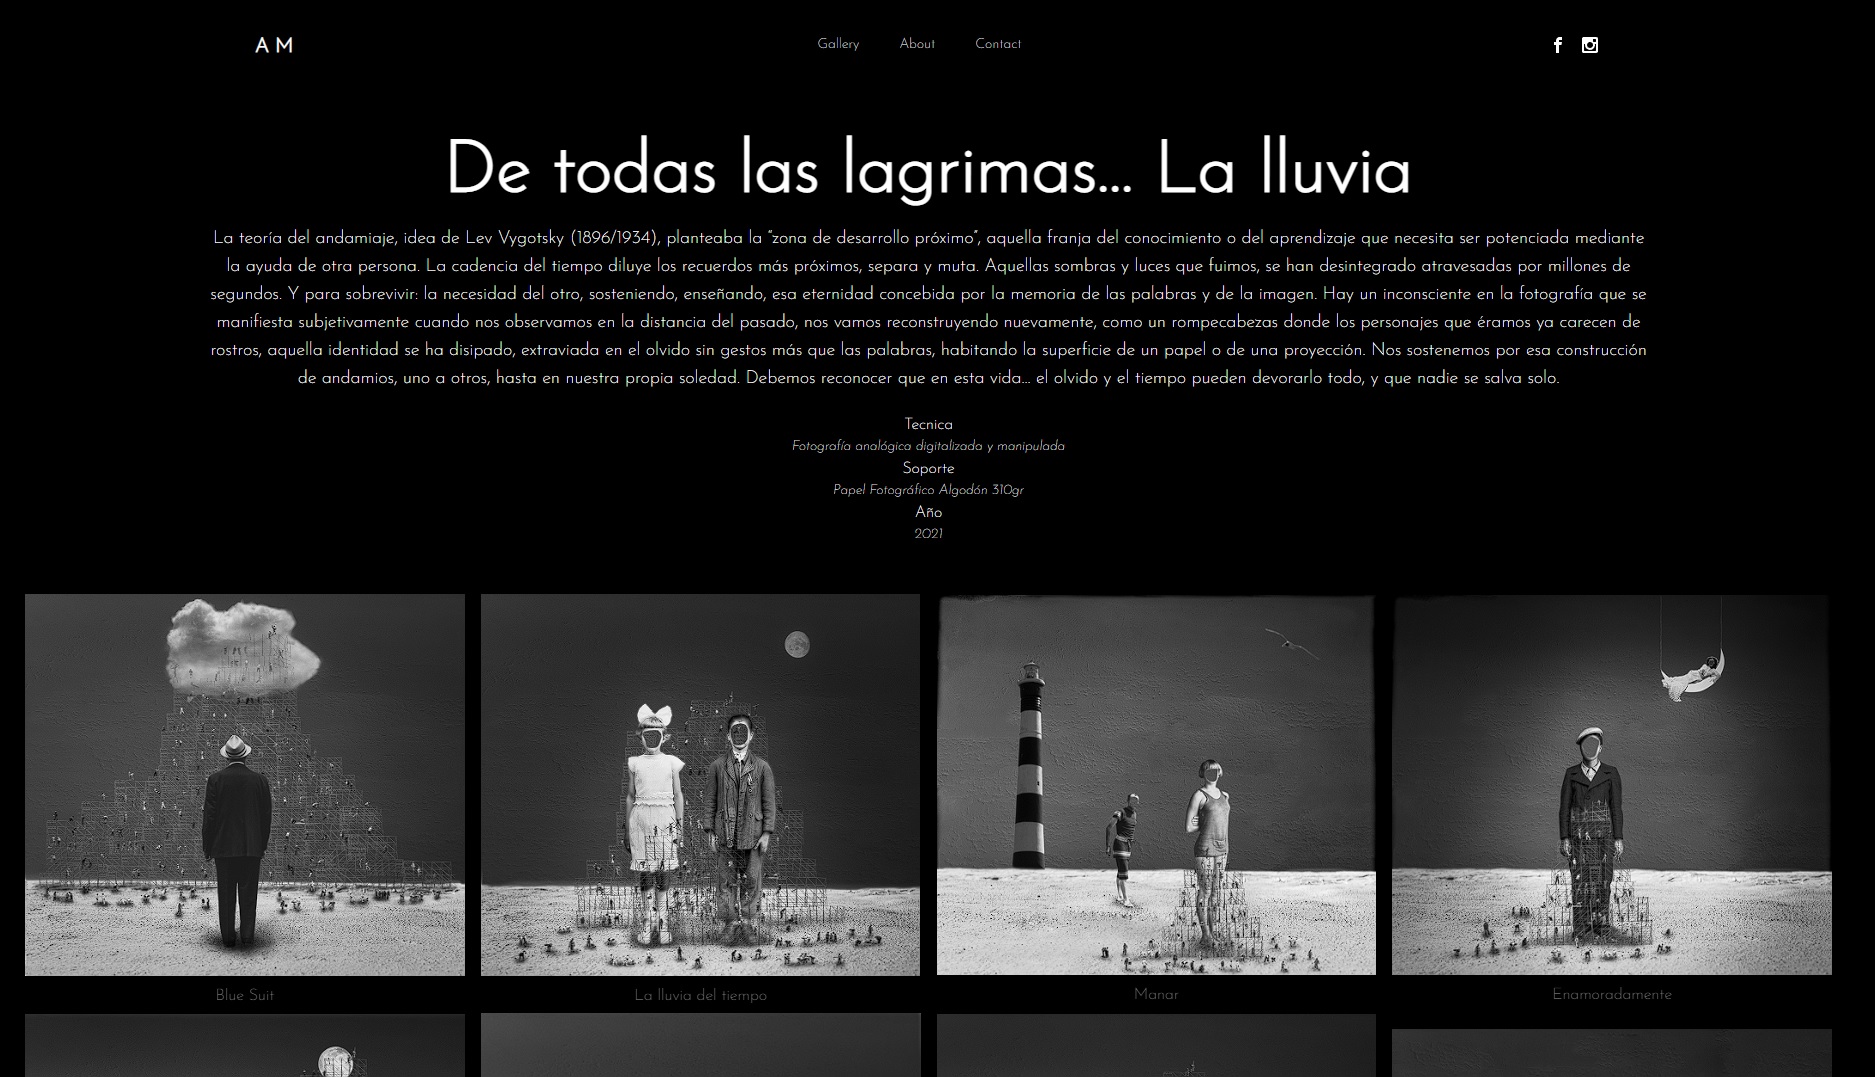 A M
Gallery
About
Contact
De todas las lagrimas... La lluvia
La teoría del andamiaje, idea de Lev Vygotsky (1896/1934), planteaba la "zona de desarrollo próximo", aquella franja del conocimiento o del aprendizaje que necesita ser potenciada mediante
la ayuda de otra persona. La cadencia del tiempo diluye los recuerdos más próximos, separa y muta. Aquellas sombras y luces que fuimos, se han desintegrado atravesadas por millones de
segundos. Y para sobrevivir: la necesidad del otro, sosteniendo, enseñando, esa eternidad concebida por la memoria de las palabras y de la imagen. Hay un inconsciente en la fotografía que se
manifiesta subjetivamente cuando nos observamos en la distancia del pasado, nos vamos reconstruyendo nuevamente, como un rompecabezas donde los personajes que éramos ya carecen de
rostros, aquella identidad se ha disipado, extraviada en el olvido sin gestos más que las palabras, habitando la superficie de un papel o de una proyección. Nos sostenemos por esa construcción
de andamios, uno a otros, hasta en nuestra propia soledad. Debemos reconocer que en esta vida... el olvido y el tiempo pueden devorarlo todo, y que nadie se salva solo.
Tecnica
Fotografía analógica digitalizada y manipulada
Soporte
Papel Fotográfico Algodón 310gr
Año
2021
Blue Suit
La lluvia del tiempo
Manar
Enamoradamente